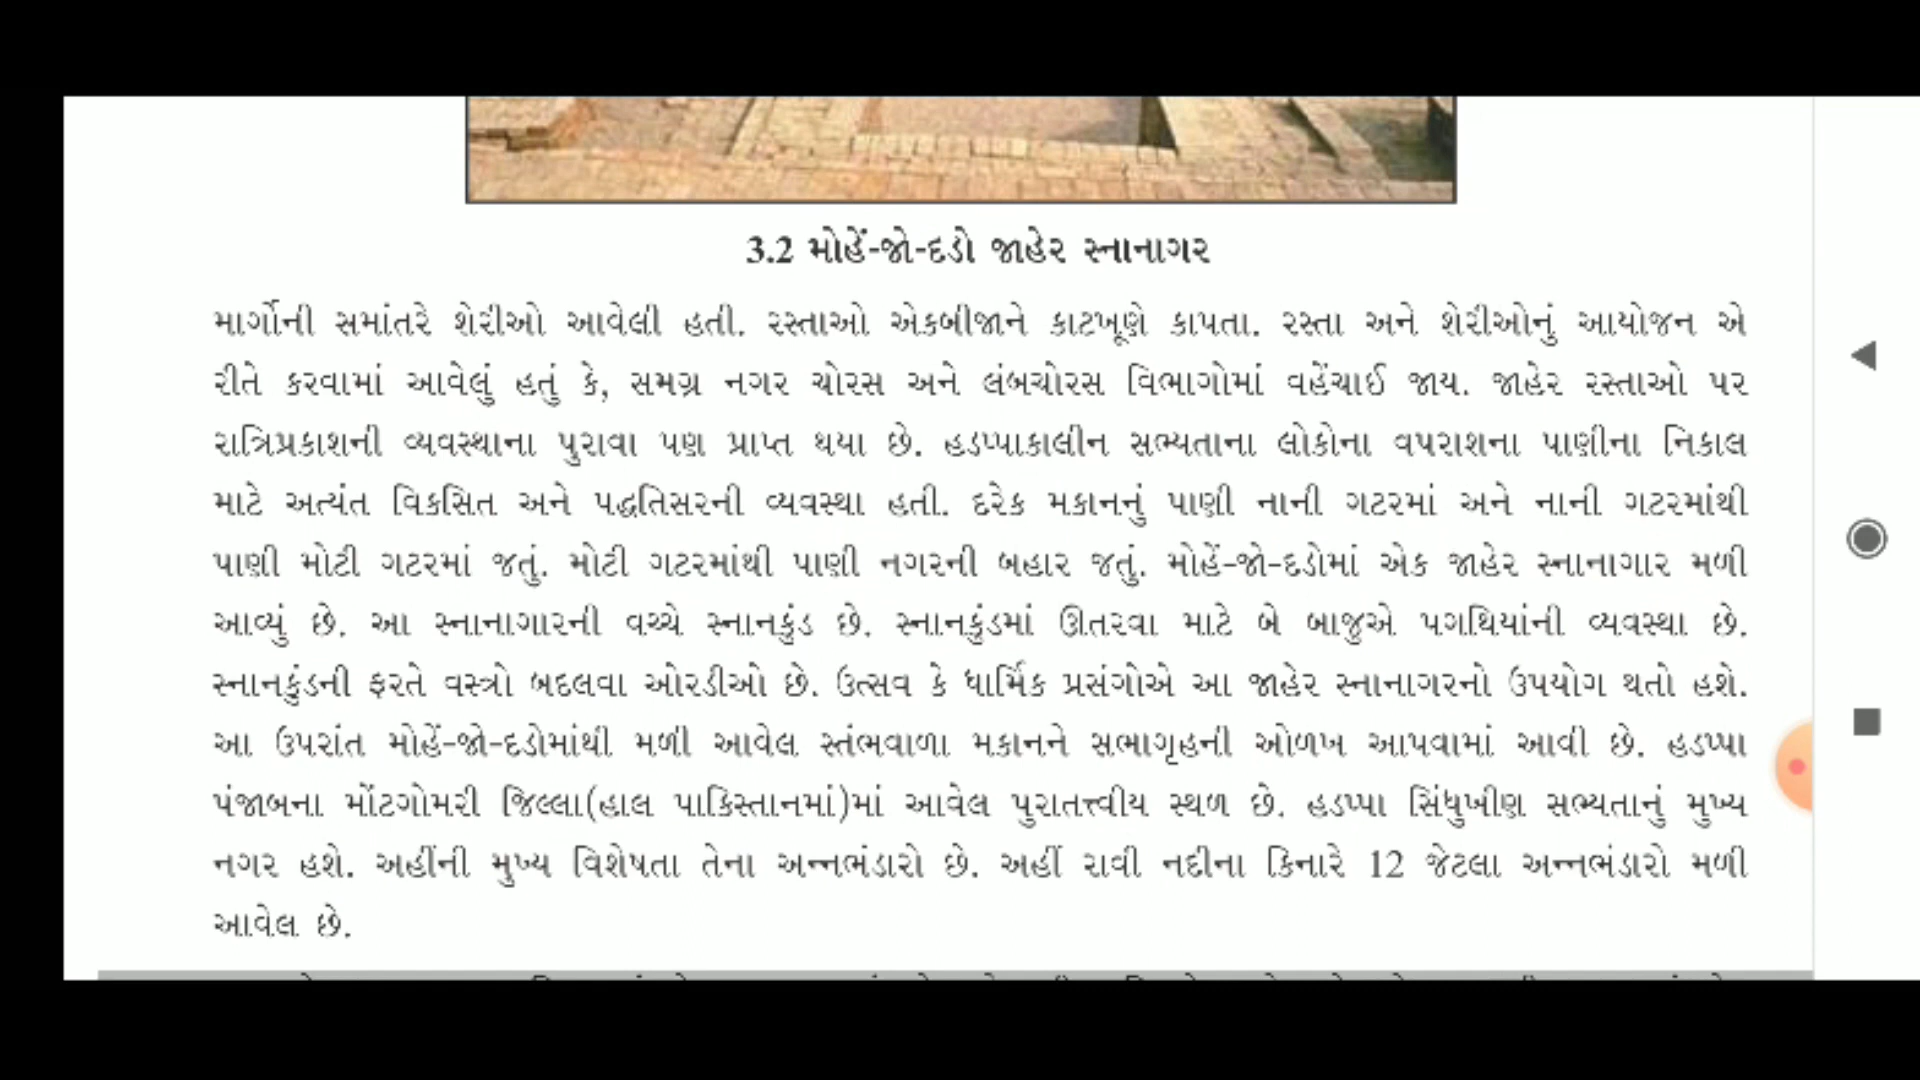 3.2 મોહેં-જો-દડો જાહેર સ્નાનાગર
માર્ગોની સમાંતરે શેરીઓ આવેલી હતી. રસ્તાઓ એકબીજાને કાટખૂણે કાપતા. રસ્તા અને શેરીઓનું આયોજન એ
રીતે કરવામાં આવેલું હતું કે, સમગ્ર નગર ચોરસ અને લંબચોરસ વિભાગોમાં વહેંચાઈ જાય. જાહેર રસ્તાઓ પર
રાત્રિપ્રકાશની વ્યવસ્થાના પુરાવા પણ પ્રાપ્ત થયા છે. હડપ્પાકાલીન સભ્યતાના લોકોના વપરાશના પાણીના નિકાલ
માટે અત્યંત વિકસિત અને પદ્ધતિસરની વ્યવસ્થા હતી. દરેક મકાનનું પાણી નાની ગટરમાં અને નાની ગટરમાંથી
પાણી મોટી ગટરમાં જતું. મોટી ગટરમાંથી પાણી નગરની બહાર જતું. મોહેં-જો-દડોમાં એક જાહેર સ્નાનાગાર મળી
આવ્યું છે. આ સ્નાનાગારની વચ્ચે સ્નાનકુંડ છે. સ્નાનકુંડમાં ઊતરવા માટે બે બાજુએ પગથિયાંની વ્યવસ્થા છે.
સ્નાનકુંડની ફરતે વસ્ત્રો બદલવા ઓરડીઓ છે. ઉત્સવ કે ધાર્મિક પ્રસંગોએ આ જાહેર સ્નાનાગરનો ઉપયોગ થતો હશે.
આ ઉપરાંત મોહેં-જો-દડોમાંથી મળી આવેલ સ્તંભવાળા મકાનને સભાગૃહની ઓળખ આપવામાં આવી છે. હડપ્પા
પંજાબના મોંટગોમરી જિલ્લા(હાલ પાકિસ્તાનમાં)માં આવેલ પુરાતત્ત્વીય સ્થળ છે. હડપ્પા સિંધુખીણ સભ્યતાનું મુખ્ય
નગર હશે. અહીંની મુખ્ય વિશેષતા તેના અન્નભંડારો છે. અહીં રાવી નદીના કિનારે 12 જેટલા અન્નભંડારો મળી
આવેલ છે.